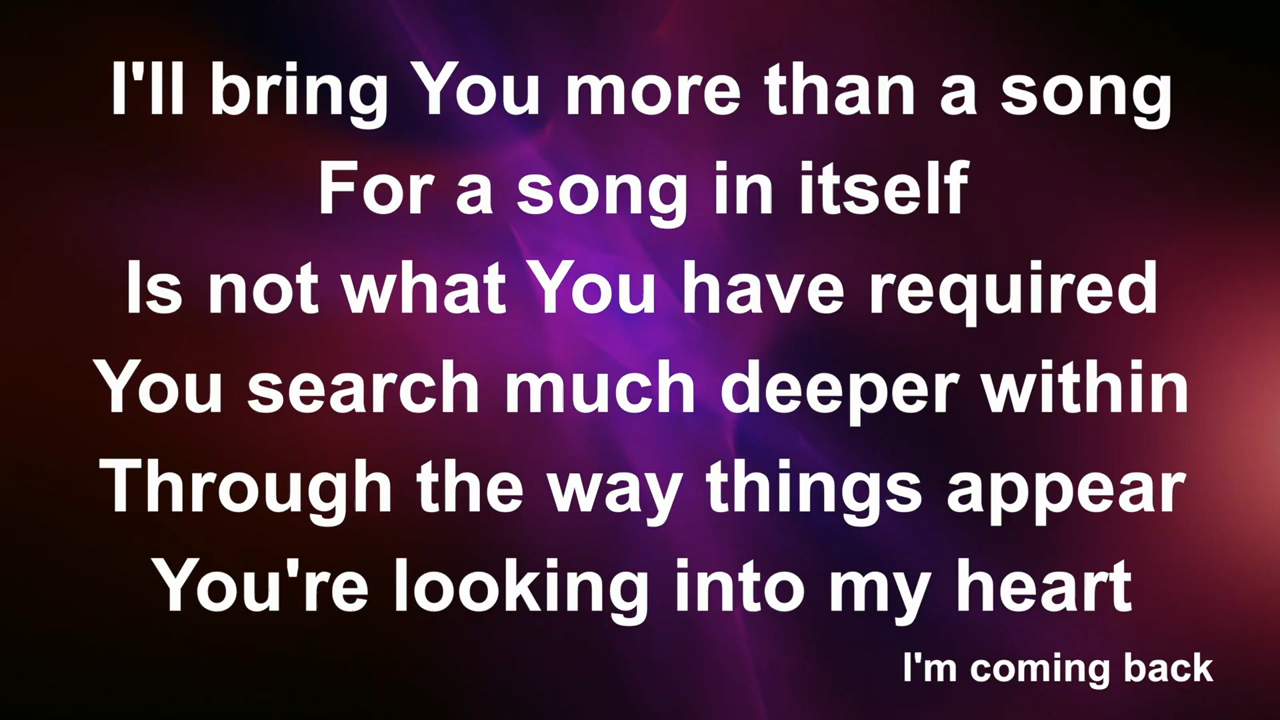 I'll bring You more than a song
For a song in itself
Is not what You have required
You search much deeper within
Through the way things appear
You're looking into my heart
I'm coming back